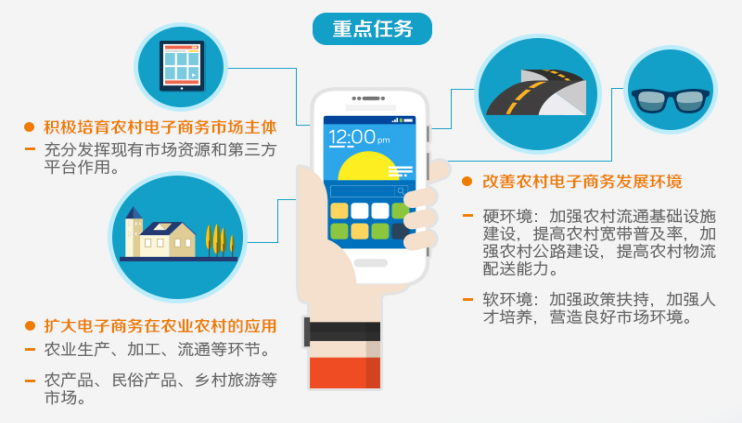 重点任务
积极培育农村电子商务市场主体
充分发挥现有市场资源和第三方
平台作用。
扩大电子商务在农业农村的应用
农业生产、加工、流通等环节。
农产品、民俗产品、乡村旅游等
市场。
12:00pm
改善农村电子商务发展环境
硬环境：加强农村流通基础设施
建设，提高农村宽带普及率，加
强农村公路建设，提高农村物流
配送能力。
软环境：加强政策扶持，加强人
才培养，营造良好市场环境。